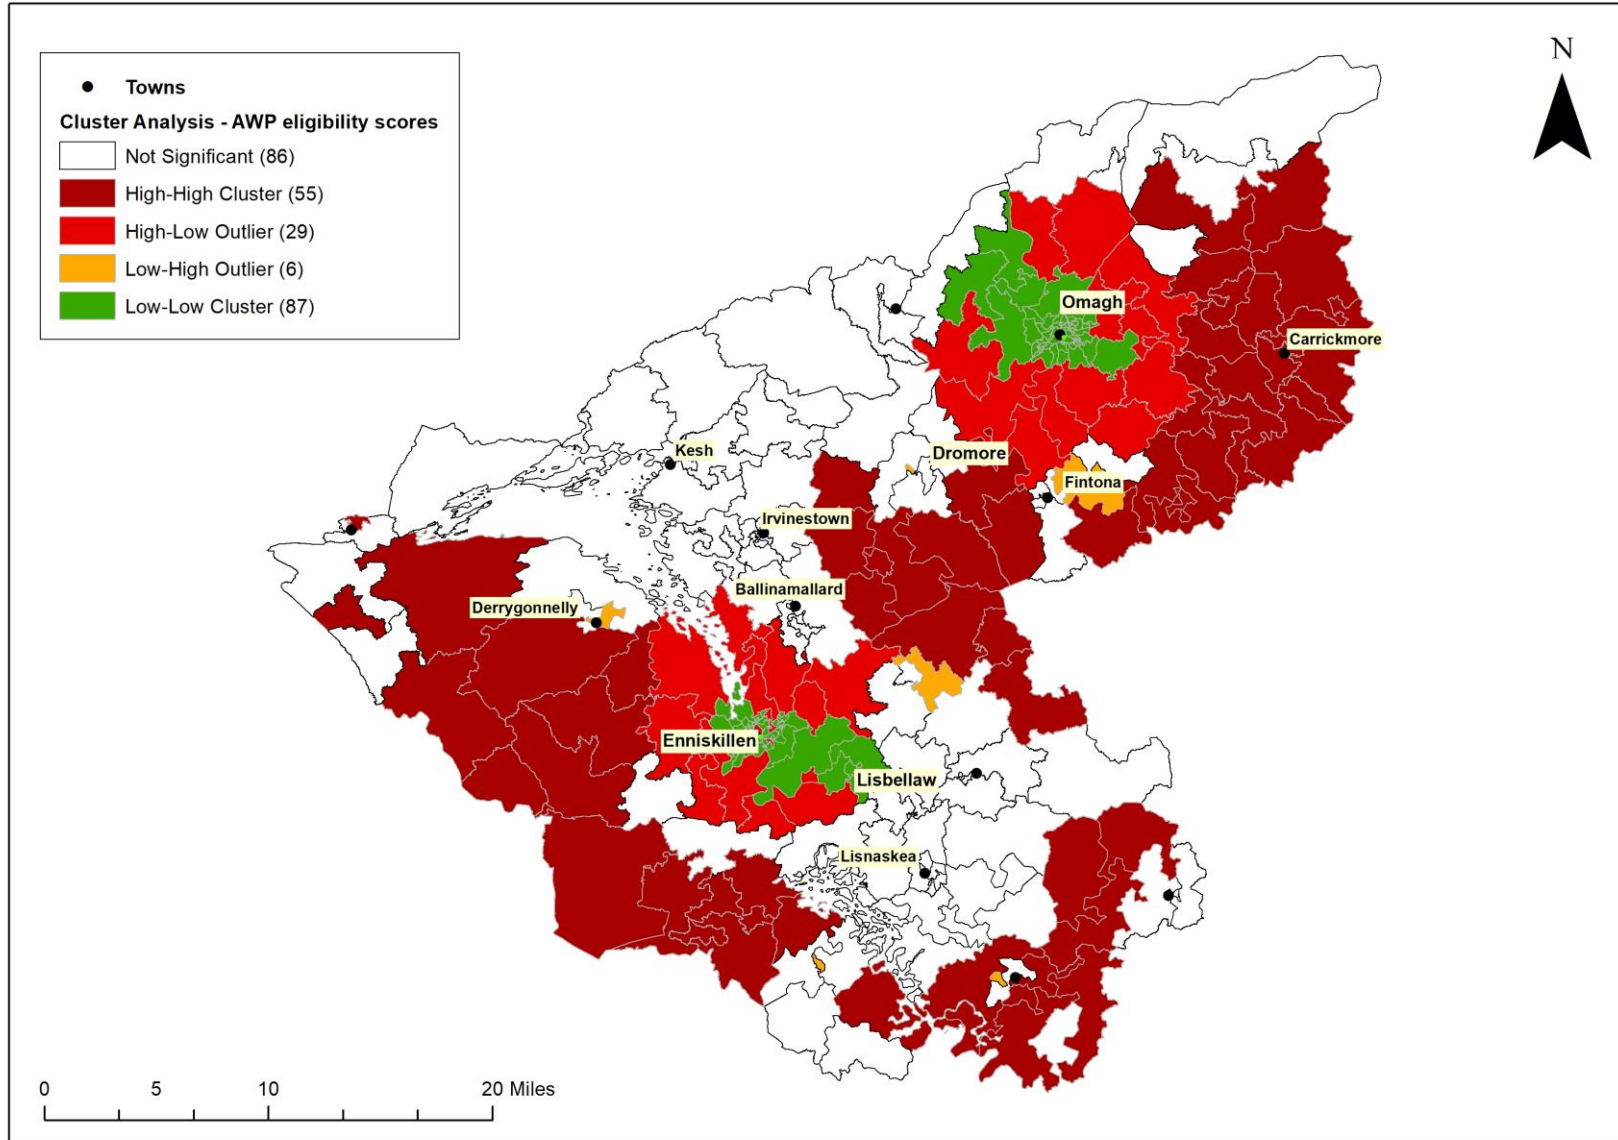 Towns
Cluster Analysis - AWP eligibility scores
Not Significant (86)
High-High Cluster (55)
High-Low Outlier (29)
Low-High Outlier (6)
Low-Low Cluster (87)
N
Omagh
Carrickmore
Kesh
Dromore
Fintona
Irvinestown
Ballinamallard
Derrygonnelly
Enniskillen
Lisbellaw
Lisnaskea
0 5 10 20 Miles